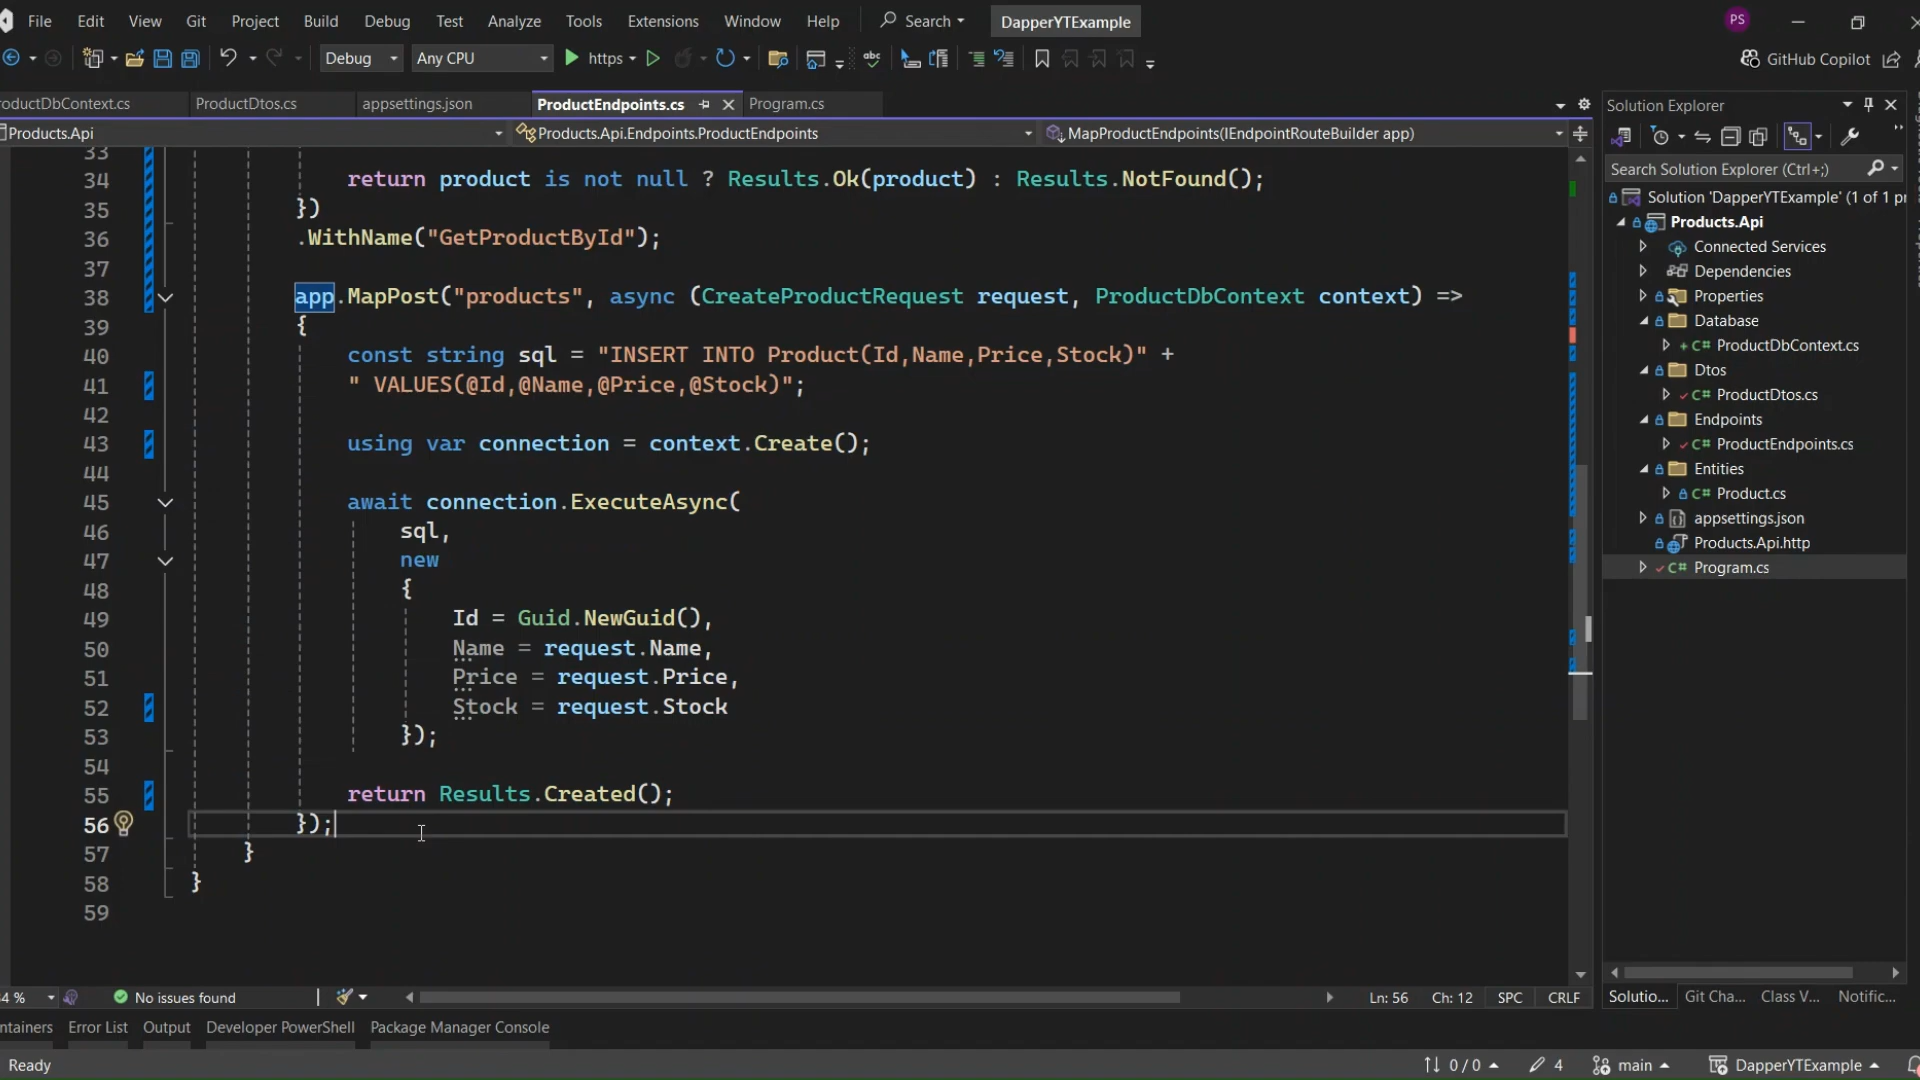 File Edit View Git Project Build Debug Test Analyze Tools Extensions Window Help Search DapperYTExample PS
Debug Any CPU https GitHub Copilot
oductDbContext.cs ProductDtos.cs appsettings.json ProductEndpoints.cs Program.cs
Products.Api Products.Api.Endpoints.ProductEndpoints MapProductEndpoints(IEndpointRouteBuilder app)
33
34 return product is not null ? Results.Ok(product) : Results.NotFound();
35 })
36 .WithName("GetProductById");
37
38 app.MapPost("products", async (CreateProductRequest request, ProductDbContext context) =>
39 {
40 const string sql = "INSERT INTO Product(Id,Name,Price,Stock)" +
41 " VALUES(@Id,@Name,@Price,@Stock)";
42
43 using var connection = context.Create();
44
45 await connection.ExecuteAsync(
46 sql,
47 new
48 {
49 Id = Guid.NewGuid(),
50 Name = request.Name,
51 Price = request.Price,
52 Stock = request.Stock
53 });
54
55 return Results.Created();
56 });
57 }
58 }
59
4 % No issues found Ln: 56 Ch: 12 SPC CRLF
Solution Explorer
Search Solution Explorer (Ctrl+;)
Solution 'DapperYTExample' (1 of 1 pr
Products.Api
Connected Services
Dependencies
Properties
Database
ProductDbContext.cs
Dtos
ProductDtos.cs
Endpoints
ProductEndpoints.cs
Entities
Product.cs
appsettings.json
Products.Api.http
Program.cs
Solutio... Git Cha... Class V... Notific...
ntainers Error List Output Developer PowerShell Package Manager Console
Ready 0 / 0 4 main DapperYTExample